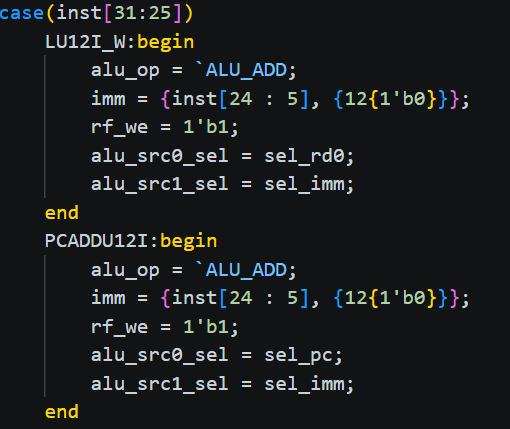 case(inst[31:25])
LU12I_W:begin
alu_op = `ALU_ADD;
imm = {inst[24 : 5], {12{1'b0}}};
rf_we = 1'b1;
alu_src0_sel = sel_rd0;
alu_src1_sel = sel_imm;
end
PCADDU12I:begin
alu_op = `ALU_ADD;
imm = {inst[24 : 5], {12{1'b0}}};
rf_we = 1'b1;
alu_src0_sel = sel_pc;
alu_src1_sel = sel_imm;
end